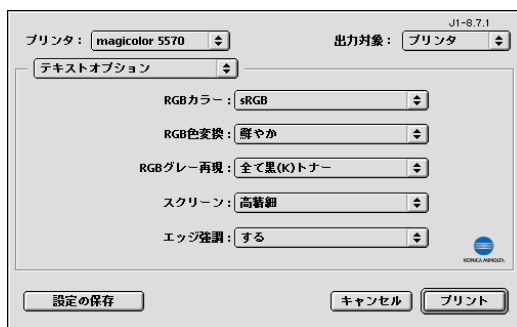 J1-8.7.1
プリンタ： magicolor 5570 出力対象： プリンタ
テキストオプション
RGBカラー： sRGB
RGB色変換： 鮮やか
RGBグレー再現： 全て黒(K)トナー
スクリーン： 高精細
エッジ強調： する
KONICA MINOLTA
設定の保存 キャンセル プリント